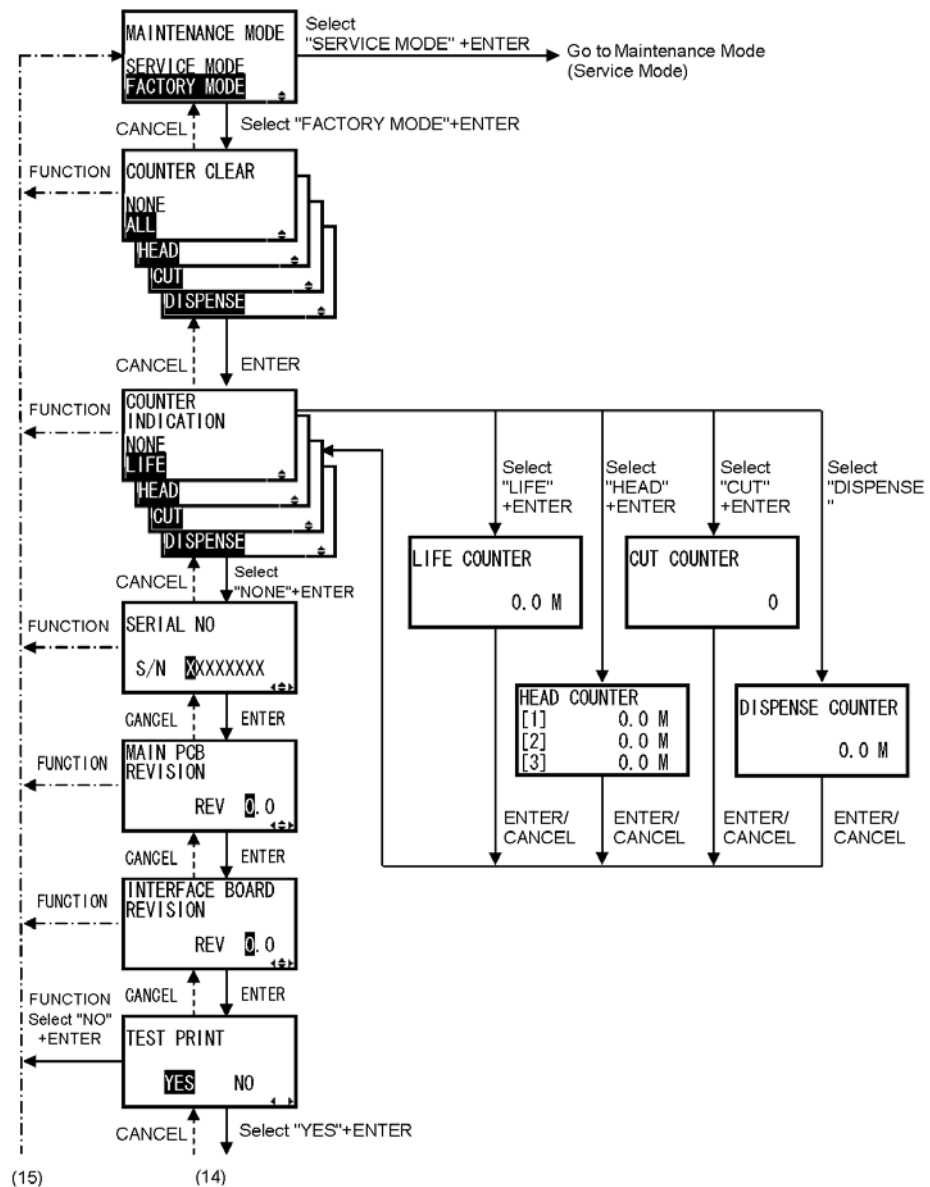 MAINTENANCE MODE
SERVICE MODE
FACTORY MODE
Select
"SERVICE MODE" +ENTER
Go to Maintenance Mode
(Service Mode)
CANCEL
Select "FACTORY MODE"+ENTER
FUNCTION
COUNTER CLEAR
NONE
ALL
HEAD
CUT
DISPENSE
CANCEL
ENTER
FUNCTION
COUNTER
INDICATION
NONE
LIFE
HEAD
CUT
DISPENSE
Select
"LIFE"
+ENTER
Select
"HEAD"
+ENTER
Select
"CUT"
+ENTER
Select
"DISPENSE
"
LIFE COUNTER
0.0 M
CUT COUNTER
0
HEAD COUNTER
[1] 0.0 M
[2] 0.0 M
[3] 0.0 M
DISPENSE COUNTER
0.0 M
ENTER/
CANCEL
ENTER/
CANCEL
ENTER/
CANCEL
ENTER/
CANCEL
CANCEL
Select
"NONE"+ENTER
FUNCTION
SERIAL NO
S/N XXXXXXXX
CANCEL
ENTER
FUNCTION
MAIN PCB
REVISION
REV 0.0
CANCEL
ENTER
FUNCTION
INTERFACE BOARD
REVISION
REV 0.0
CANCEL
ENTER
FUNCTION
Select "NO"
+ENTER
TEST PRINT
YES NO
CANCEL
Select "YES"+ENTER
(15)
(14)